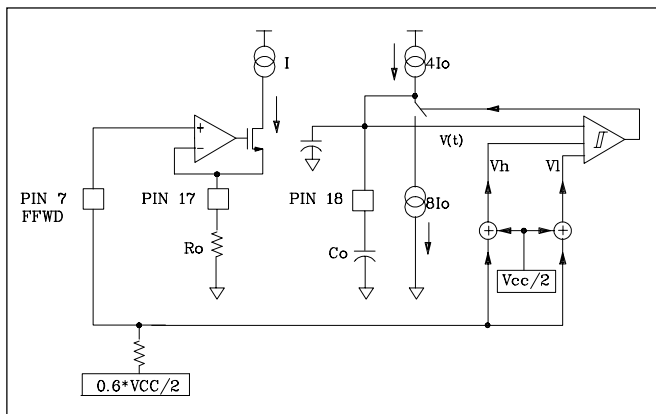 I
4Io
V(t)
Vh
Vl
PIN 7
FFWD
PIN 17
PIN 18
8Io
Ro
Co
Vcc/2
0.6*VCC/2
+
−